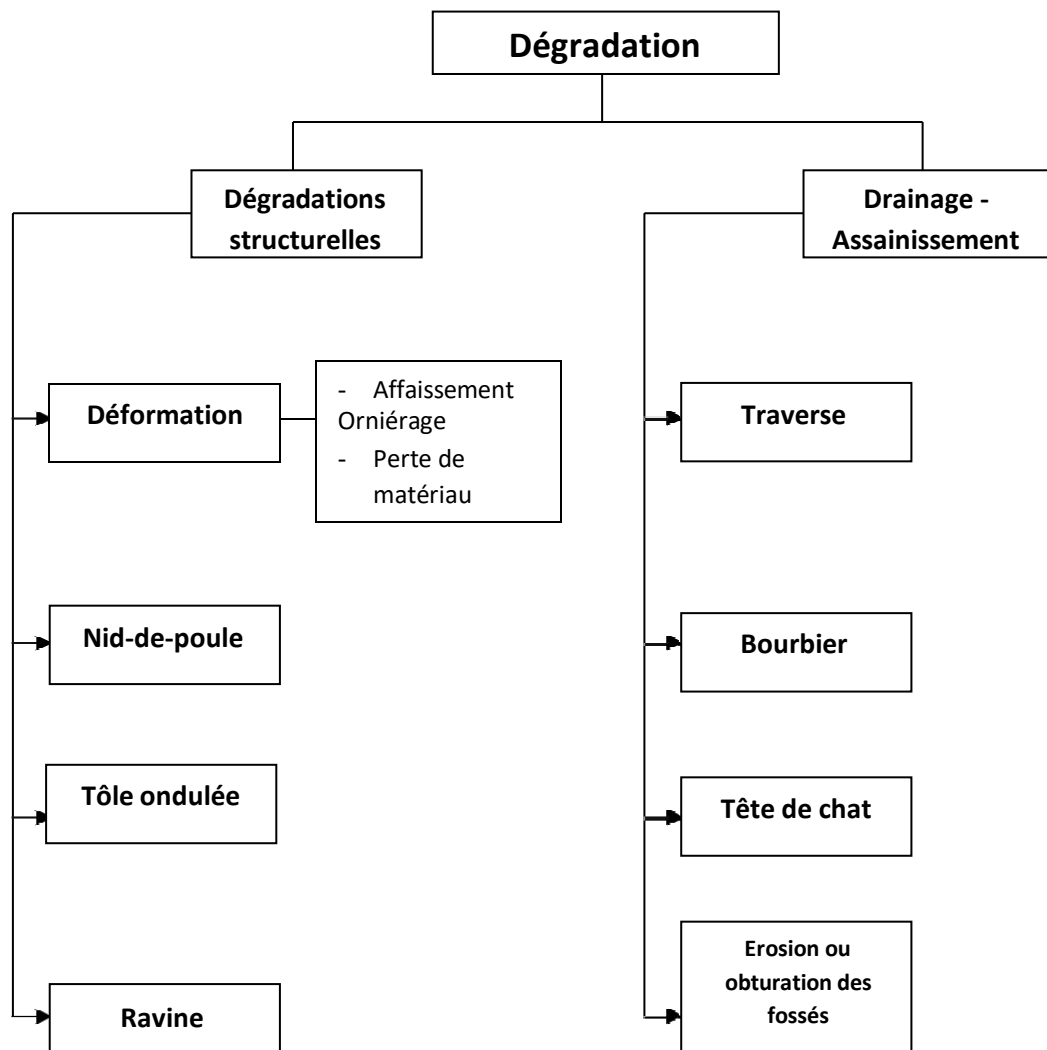 Dégradation
Dégradations
structurelles
Drainage -
Assainissement
Déformation
- Affaissement
Orniérage
- Perte de
matériau
Traverse
Nid-de-poule
Bourbier
Tôle ondulée
Tête de chat
Ravine
Erosion ou
obturation des
fossés